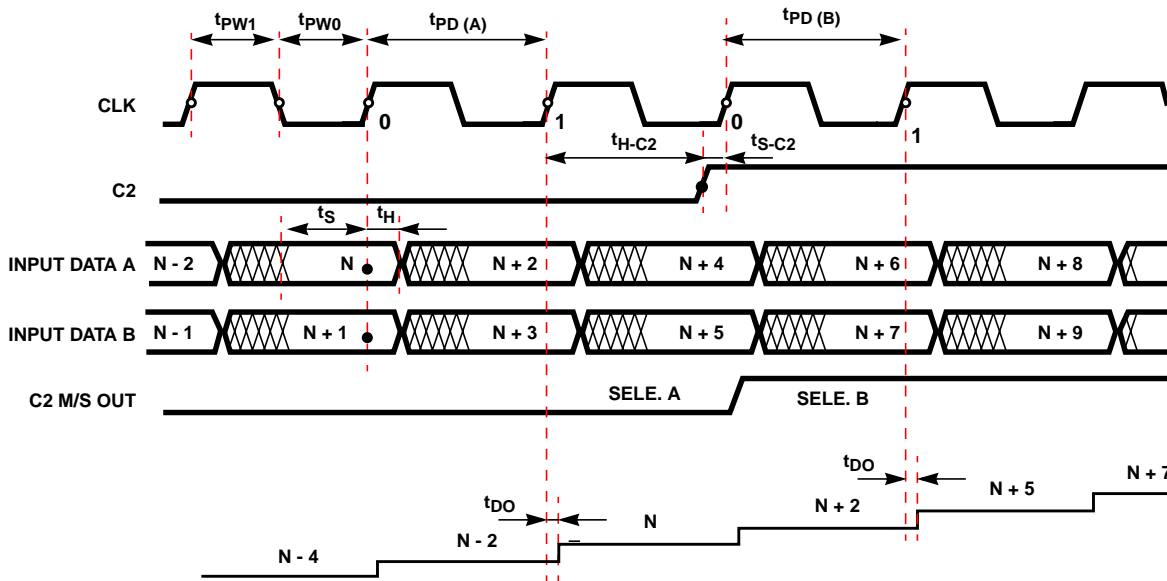 tPW1 tPW0 tPD (A) tPD (B)
CLK
0 1 0 1
tH-C2 tS-C2
C2
tS tH
INPUT DATA A N - 2 N N + 2 N + 4 N + 6 N + 8
INPUT DATA B N - 1 N + 1 N + 3 N + 5 N + 7 N + 9
C2 M/S OUT SELE. A SELE. B
tDO
N + 7
N + 5
tDO N N + 2
N - 2
N - 4